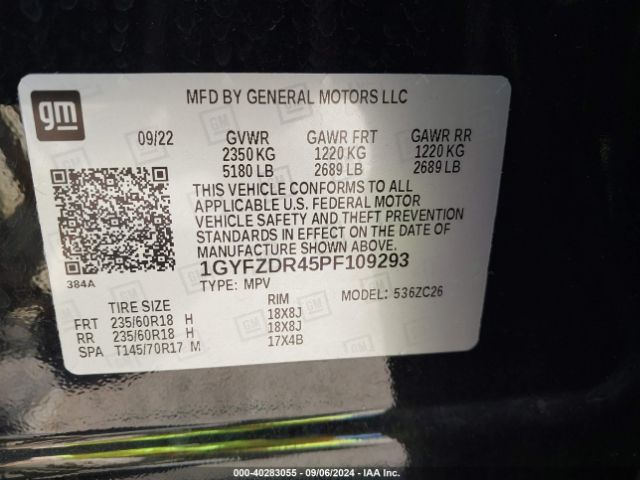 gm
MFD BY GENERAL MOTORS LLC
09/22 GVWR GAWR FRT GAWR RR
2350 KG 1220 KG 1220 KG
5180 LB 2689 LB 2689 LB
THIS VEHICLE CONFORMS TO ALL
APPLICABLE U.S. FEDERAL MOTOR
VEHICLE SAFETY AND THEFT PREVENTION
STANDARDS IN EFFECT ON THE DATE OF
MANUFACTURE SHOWN ABOVE.
1GYFZDR45PF109293
384A
TYPE: MPV MODEL: 536ZC26
TIRE SIZE RIM
FRT 235/60R18 H 18X8J
RR 235/60R18 H 18X8J
SPA T145/70R17 M 17X4B
000-40283055 - 09/06/2024 - IAA Inc.